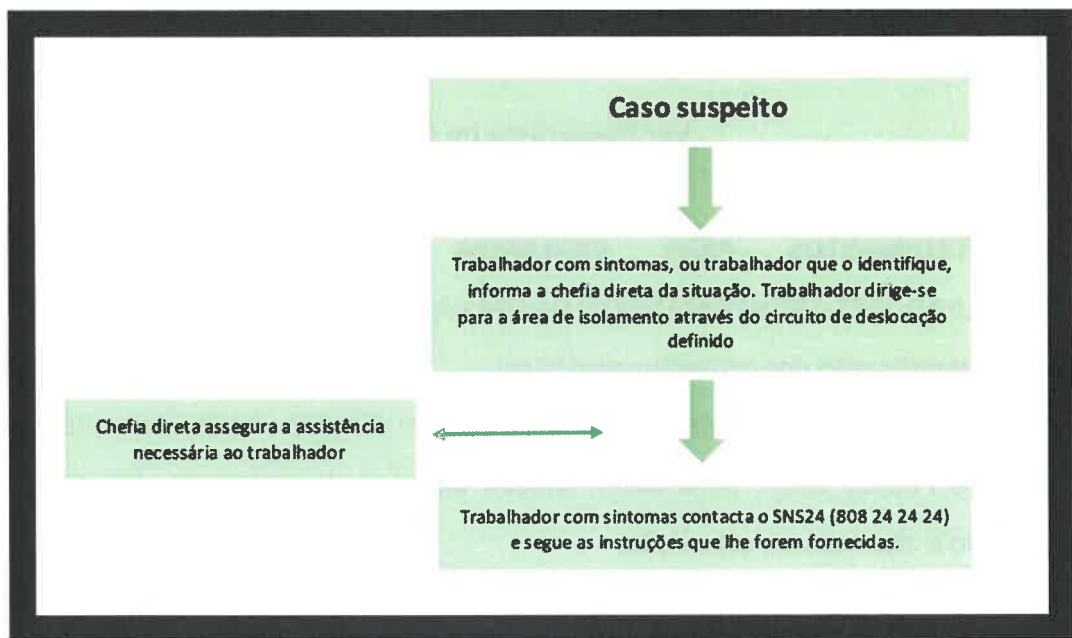 Caso suspeito
Trabalhador com sintomas, ou trabalhador que o identifique,
informa a chefia direta da situação. Trabalhador dirige-se
para a área de isolamento através do circuito de deslocação
definido
Chefia direta assegura a assistência
necessária ao trabalhador
Trabalhador com sintomas contacta o SNS24 (808 24 24 24)
e segue as instruções que lhe forem fornecidas.